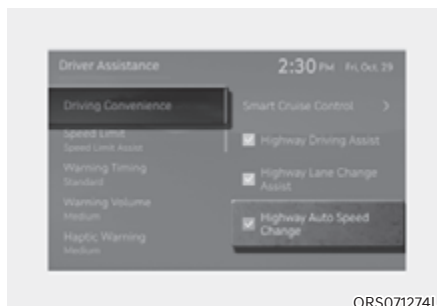 Driver Assistance
2:30 PM Fri, Oct. 29
Driving Convenience
Speed Limit
Speed Limit Assist
Warning Timing
Standard
Warning Volume
Medium
Haptic Warning
Medium
Smart Cruise Control >
Highway Driving Assist
Highway Lane Change
Assist
Highway Auto Speed
Change
ORS071274L